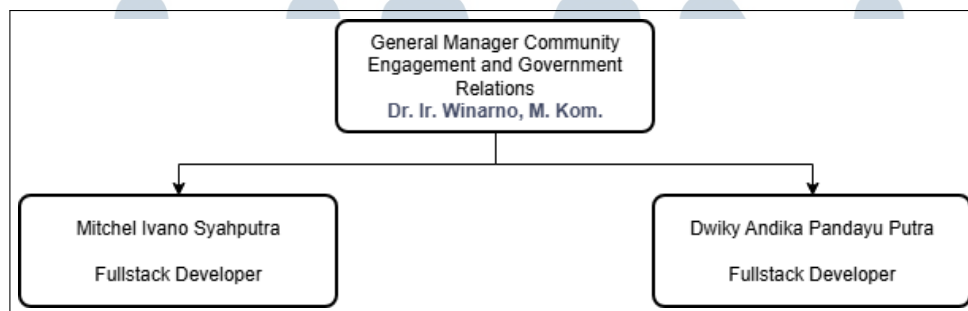 General Manager Community
Engagement and Government
Relations
Dr. Ir. Winarno, M. Kom.
Mitchel Ivano Syahputra
Fullstack Developer
Dwiky Andika Pandayu Putra
Fullstack Developer